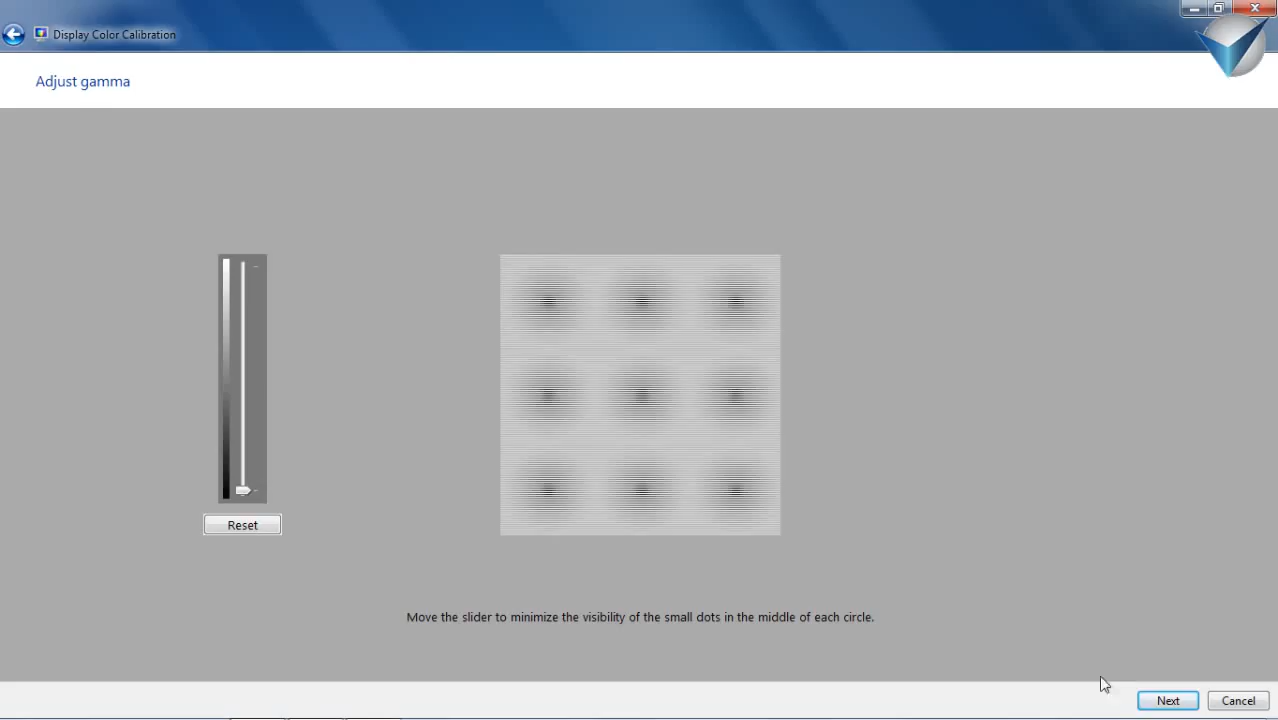 Display Color Calibration
Adjust gamma
Reset
Move the slider to minimize the visibility of the small dots in the middle of each circle.
Next
Cancel